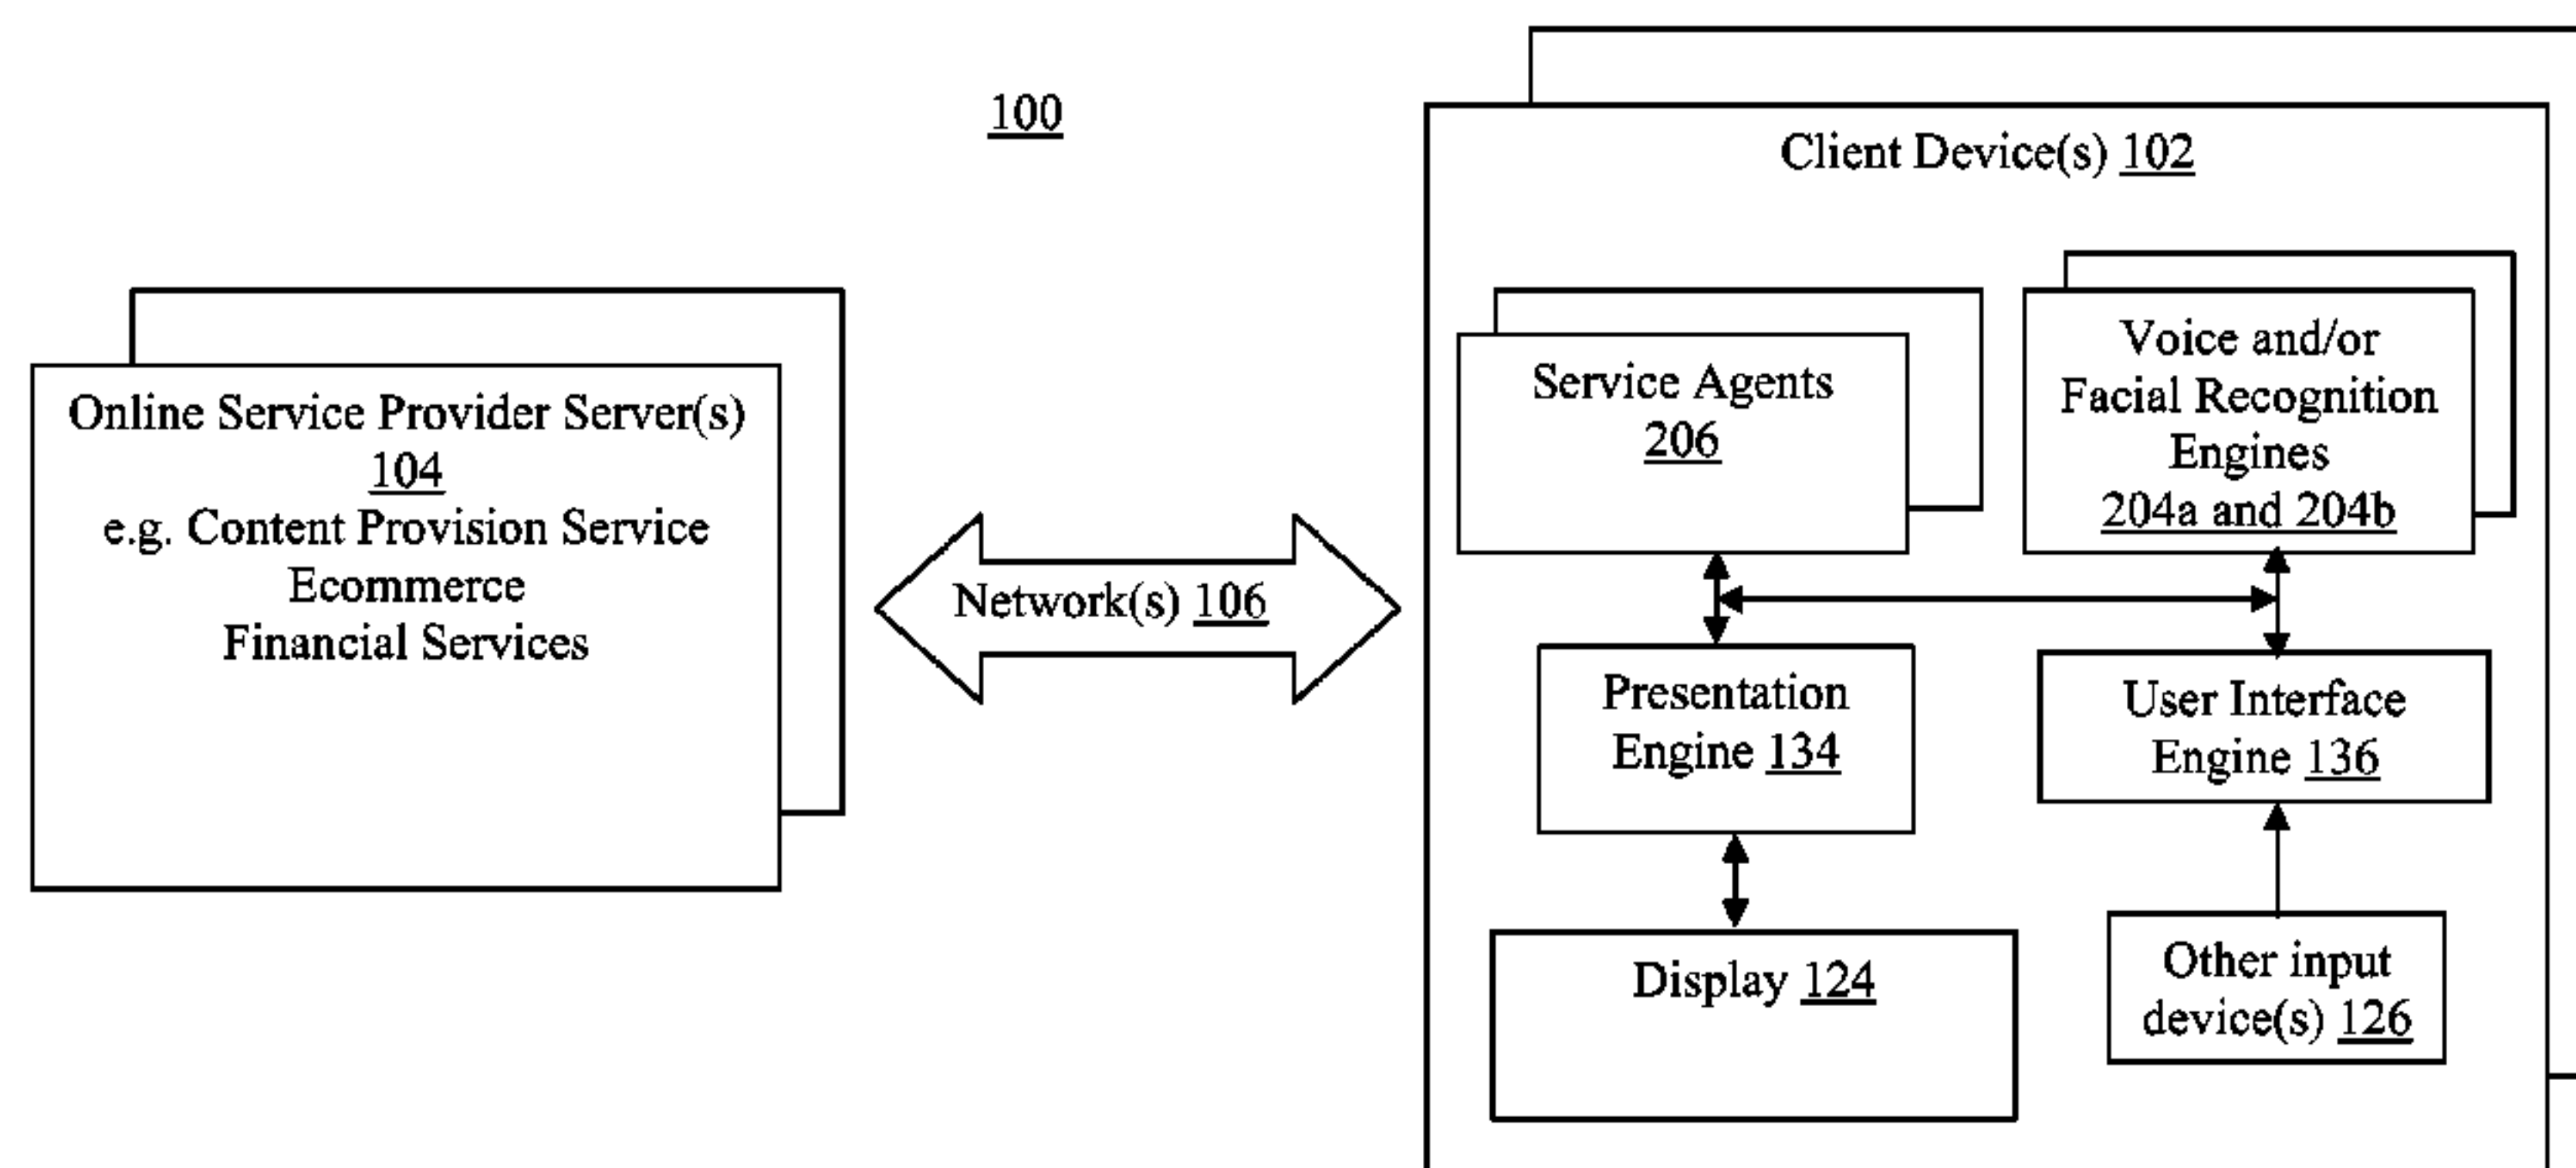 100
Client Device(s) 102
Online Service Provider Server(s)
104
e.g. Content Provision Service
Ecommerce
Financial Services
Network(s) 106
Service Agents
206
Voice and/or
Facial Recognition
Engines
204a and 204b
Presentation
Engine 134
User Interface
Engine 136
Display 124
Other input
device(s) 126